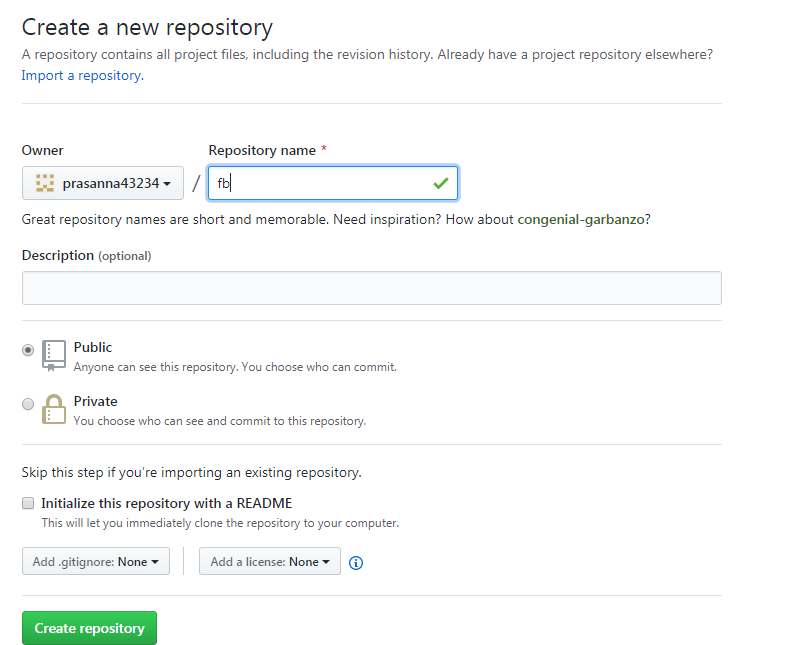 Create a new repository
A repository contains all project files, including the revision history. Already have a project repository elsewhere?
Import a repository.
Owner
Repository name *
prasanna43234 / fb
Great repository names are short and memorable. Need inspiration? How about congenial-garbanzo?
Description (optional)
Public
Anyone can see this repository. You choose who can commit.
Private
You choose who can see and commit to this repository.
Skip this step if you’re importing an existing repository.
Initialize this repository with a README
This will let you immediately clone the repository to your computer.
Add .gitignore: None
Add a license: None
Create repository